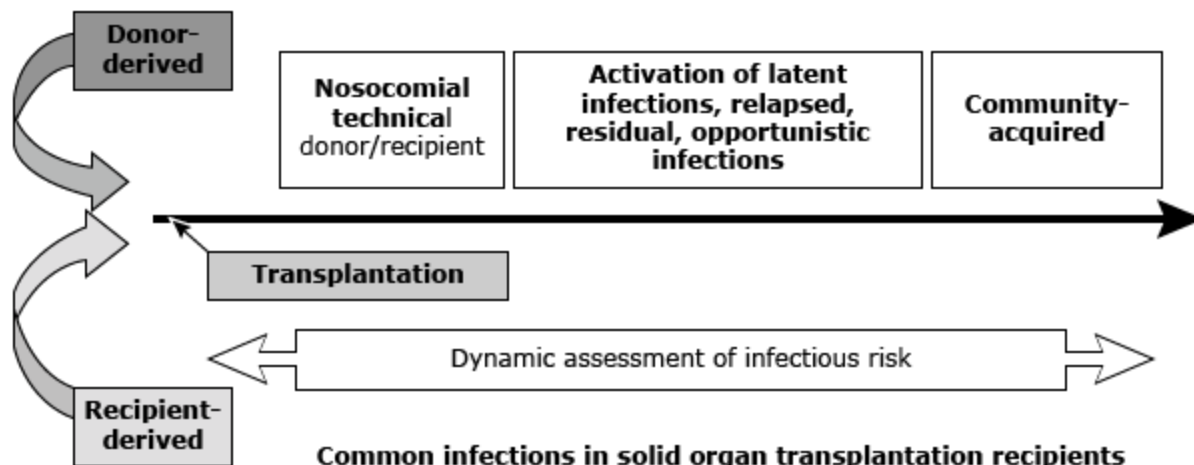 Donor-
derived
Nosocomial
technical
donor/recipient
Activation of latent
infections, relapsed,
residual, opportunistic
infections
Community-
acquired
Transplantation
Dynamic assessment of infectious risk
Recipient-
derived
Common infections in solid organ transplantation recipients